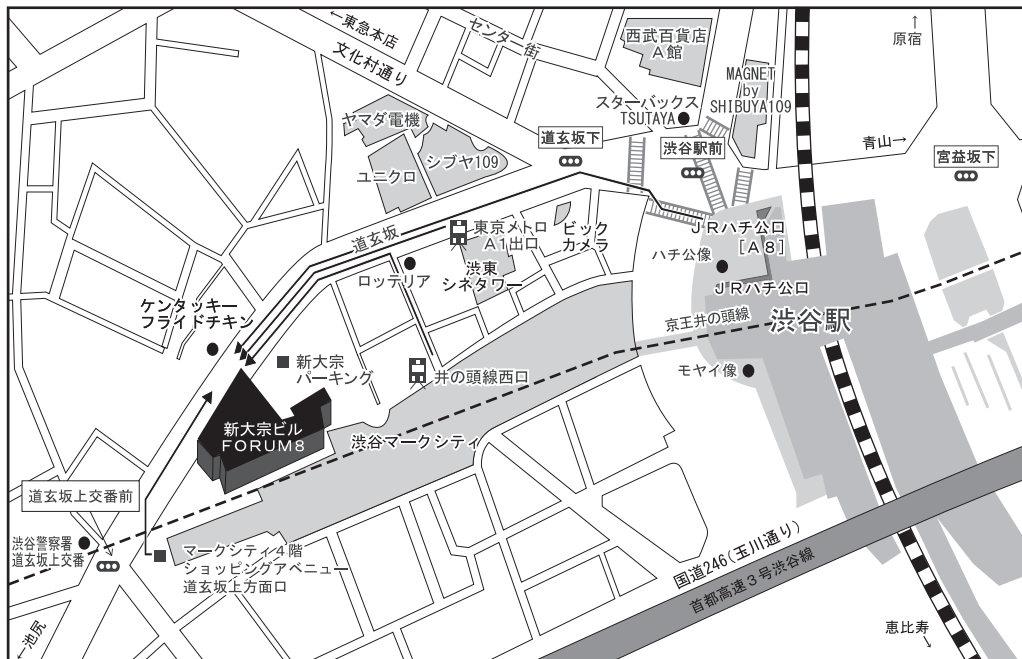 ←東急本店
文化村通り
センター街
西武百貨店
A館
↑
原宿
MAGNET
by
SHIBUYA109
スターバックス
TSUTAYA
ヤマダ電機
シブヤ109
ユニクロ
道玄坂下
渋谷駅前
青山→
宮益坂下
道玄坂
東京メトロ
A1出口
ビック
カメラ
JRハチ公口
[A8]
ハチ公像
JRハチ公口
ロッテリア
渋東
シネタワー
ケンタッキー
フライドチキン
京王井の頭線
渋谷駅
新大宗
パーキング
井の頭線西口
モヤイ像
新大宗ビル
FORUM8
渋谷マークシティ
道玄坂上交番前
渋谷警察署
道玄坂上交番
マークシティ4階
ショッピングアベニュー
道玄坂上方面口
国道246(玉川通り)
首都高速3号渋谷線
←池尻
恵比寿
↓